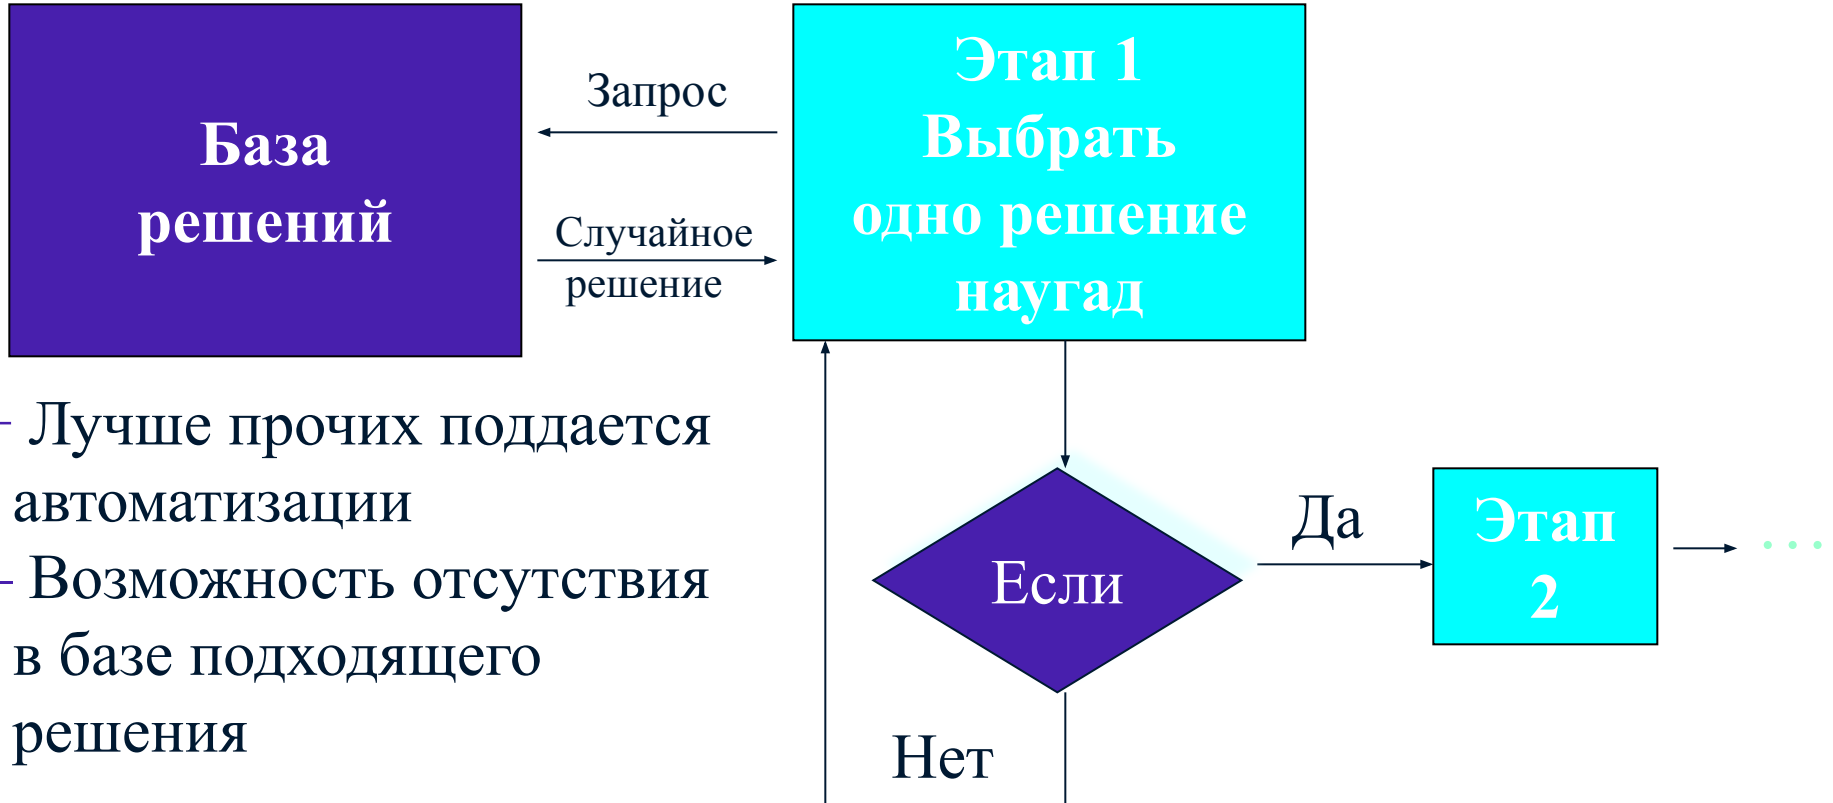 База
решений
Запрос
Случайное
решение
Этап 1
Выбрать
одно решение
наугад
- Лучше прочих поддается
автоматизации
- Возможность отсутствия
в базе подходящего
решения
Если
Да
Этап
2
...
Нет